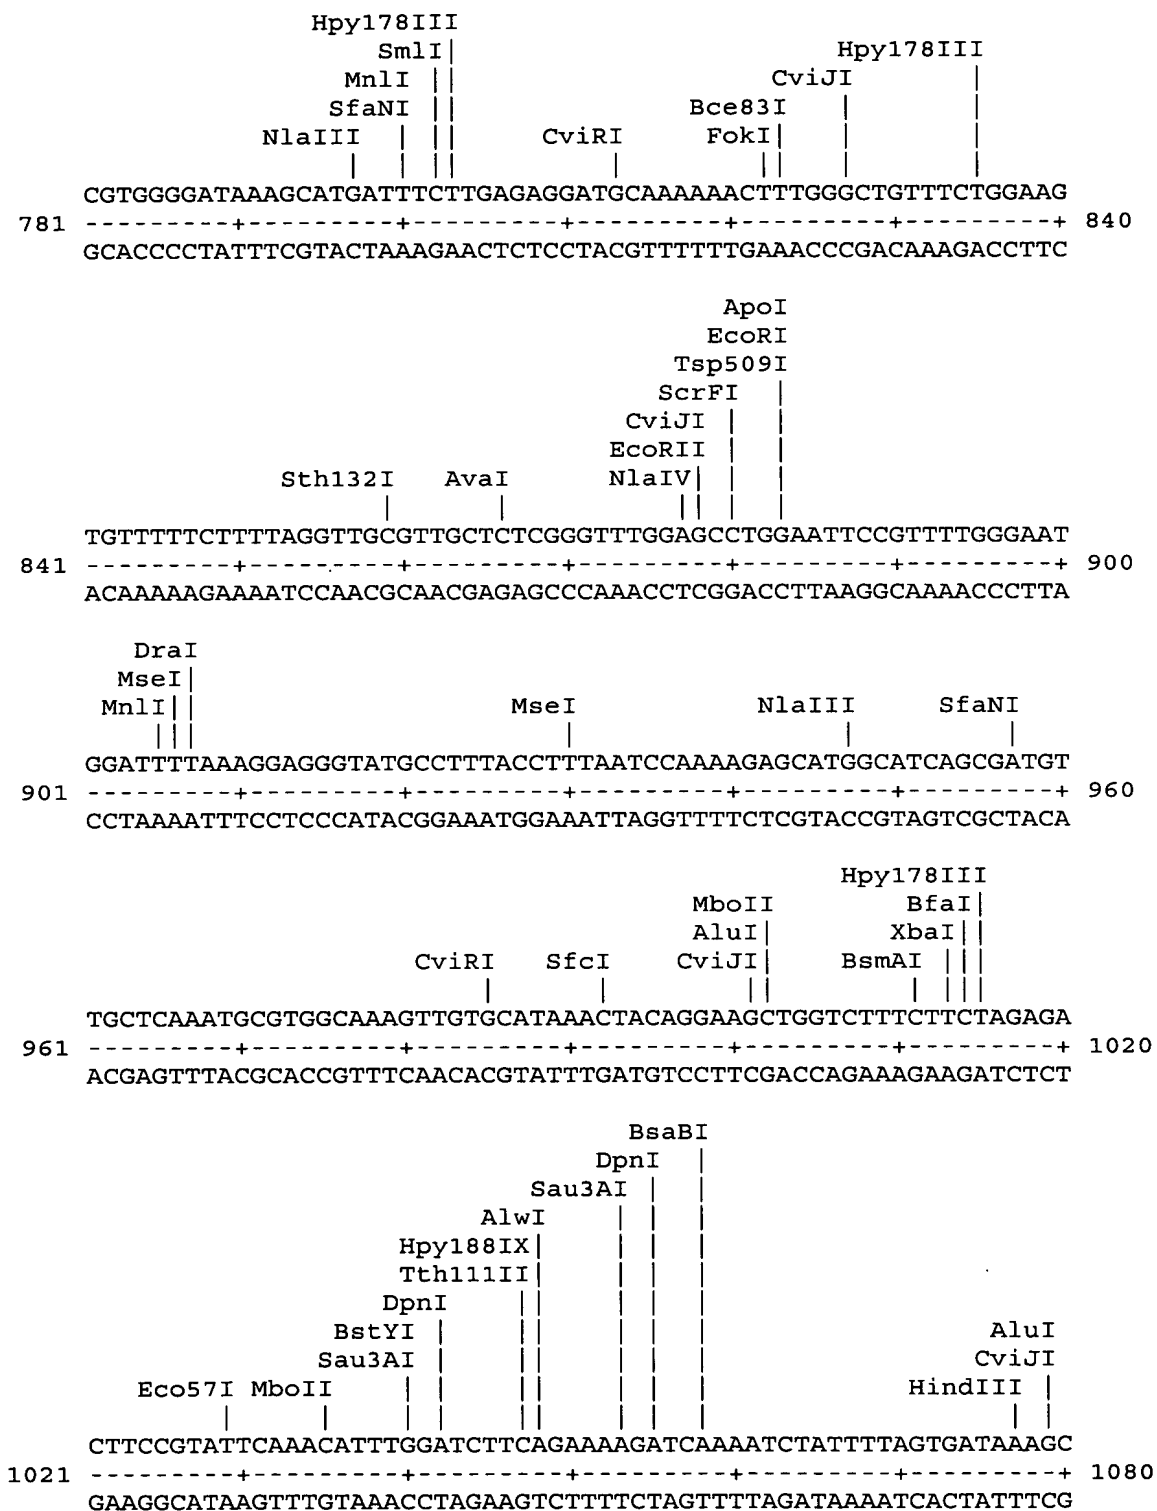 Hpy178III
SmlI Hpy178III
MnlI CviJI
SfaNI Bce83I
NlaIII CviRI FokI
CGTGGGGATAAAGCATGATTTCTTGAGAGGATGCAAAAAACTTTGGGCTGTTTCTGGAAG
781 ---------+---------+---------+---------+---------+---------+ 840
GCACCCCTATTTCGTACTAAAGAACTCTCCTACGTTTTTTGAAACCCGACAAAGACCTTC
ApoI
EcoRI
Tsp509I
ScrFI
CviJI
EcoRII
Sth132I AvaI NlaIV
TGTTTTTCTTTTAGGTTGCGTTGCTCTCGGGTTTGGAGCCTGGAATTCCGTTTTGGGAAT
841 ---------+---------+---------+---------+---------+---------+ 900
ACAAAAAGAAAATCCAACGCAACGAGAGCCCAAACCTCGGACCTTAAGGCAAAACCCTTA
DraI
MseI
MnlI MseI NlaIII SfaNI
GGATTTTAAAGGAGGGTATGCCTTTACCTTTAATCCAAAAGAGCATGGCATCAGCGATGT
901 ---------+---------+---------+---------+---------+---------+ 960
CCTAAAATTTCCTCCCATACGGAAATGGAAATTAGGTTTTCTCGTACCGTAGTCGCTACA
Hpy178III
MboII BfaI
AluI XbaI
CviRI SfcI CviJI BsmAI
TGCTCAAATGCGTGGCAAAGTTGTGCATAAACTACAGGAAGCTGGTCTTTCTTCTAGAGA
961 ---------+---------+---------+---------+---------+---------+ 1020
ACGAGTTTACGCACCGTTTCAACACGTATTTGATGTCCTTCGACCAGAAAGAAGATCTCT
BsaBI
DpnI
Sau3AI
AlwI
Hpy188IX
Tth111II
DpnI
BstYI AluI
Sau3AI CviJI
Eco57I MboII HindIII
CTTCCGTATTCAAACATTTGGATCTTCAGAAAAGATCAAAATCTATTTTAGTGATAAAGC
1021 ---------+---------+---------+---------+---------+---------+ 1080
GAAGGCATAAGTTTGTAAACCTAGAAGTCTTTTCTAGTTTTAGATAAAATCACTATTTCG